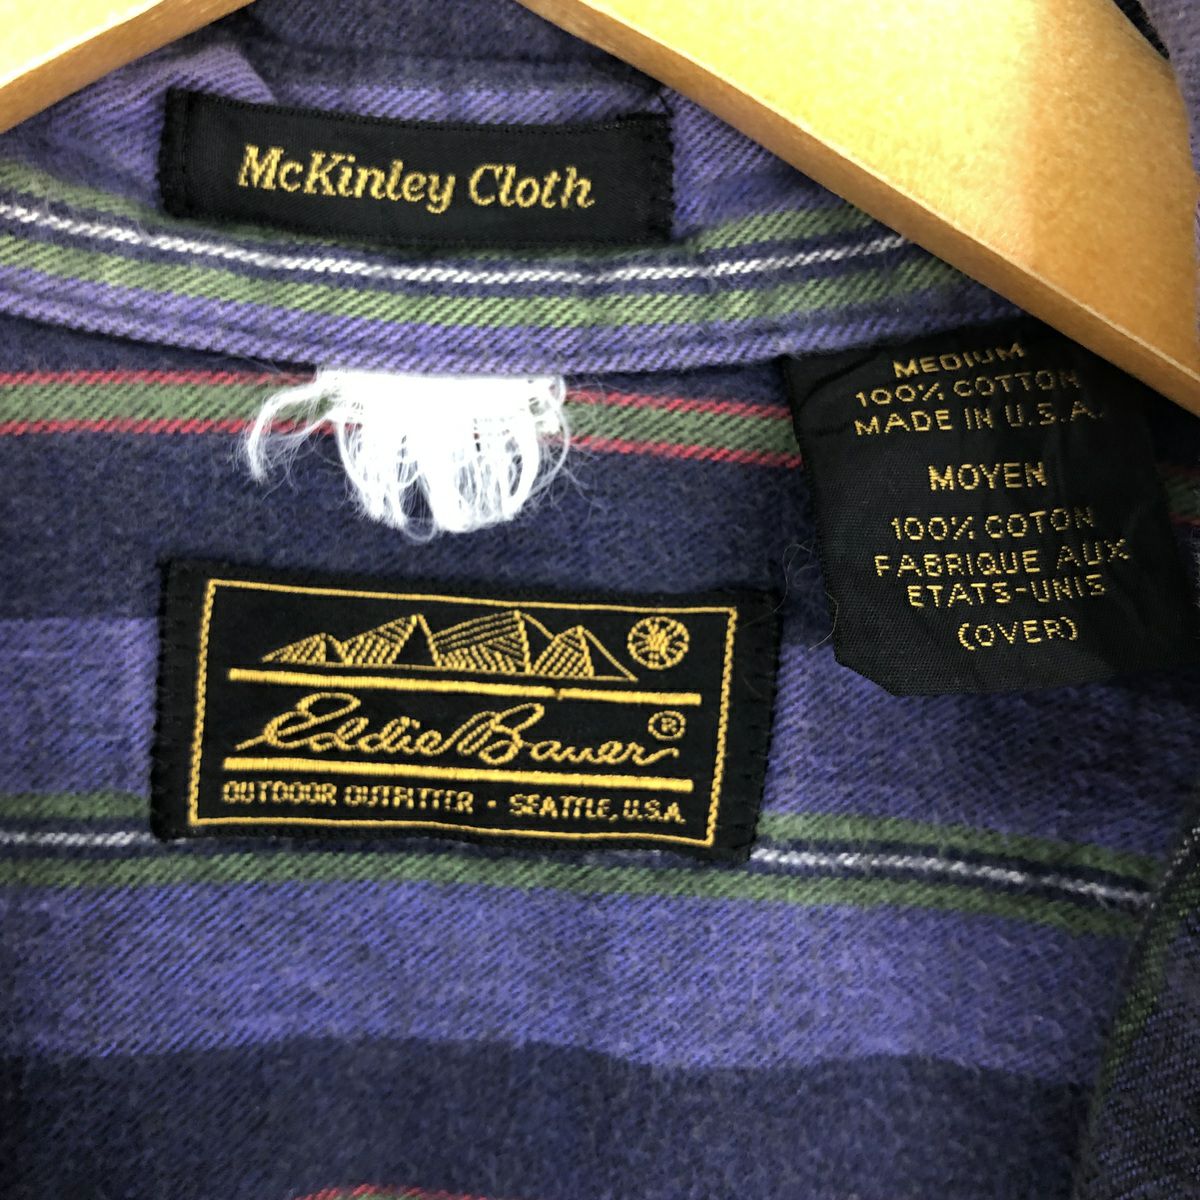 McKinley Cloth
MEDIUM
100% COTTON
MADE IN U.S.A.
MOYEN
100% COTON
FABRIQUE AUX
ETATS-UNIS
(OVER)
Eddie Bauer®
OUTDOOR OUTFITTER · SEATTLE, U.S.A.